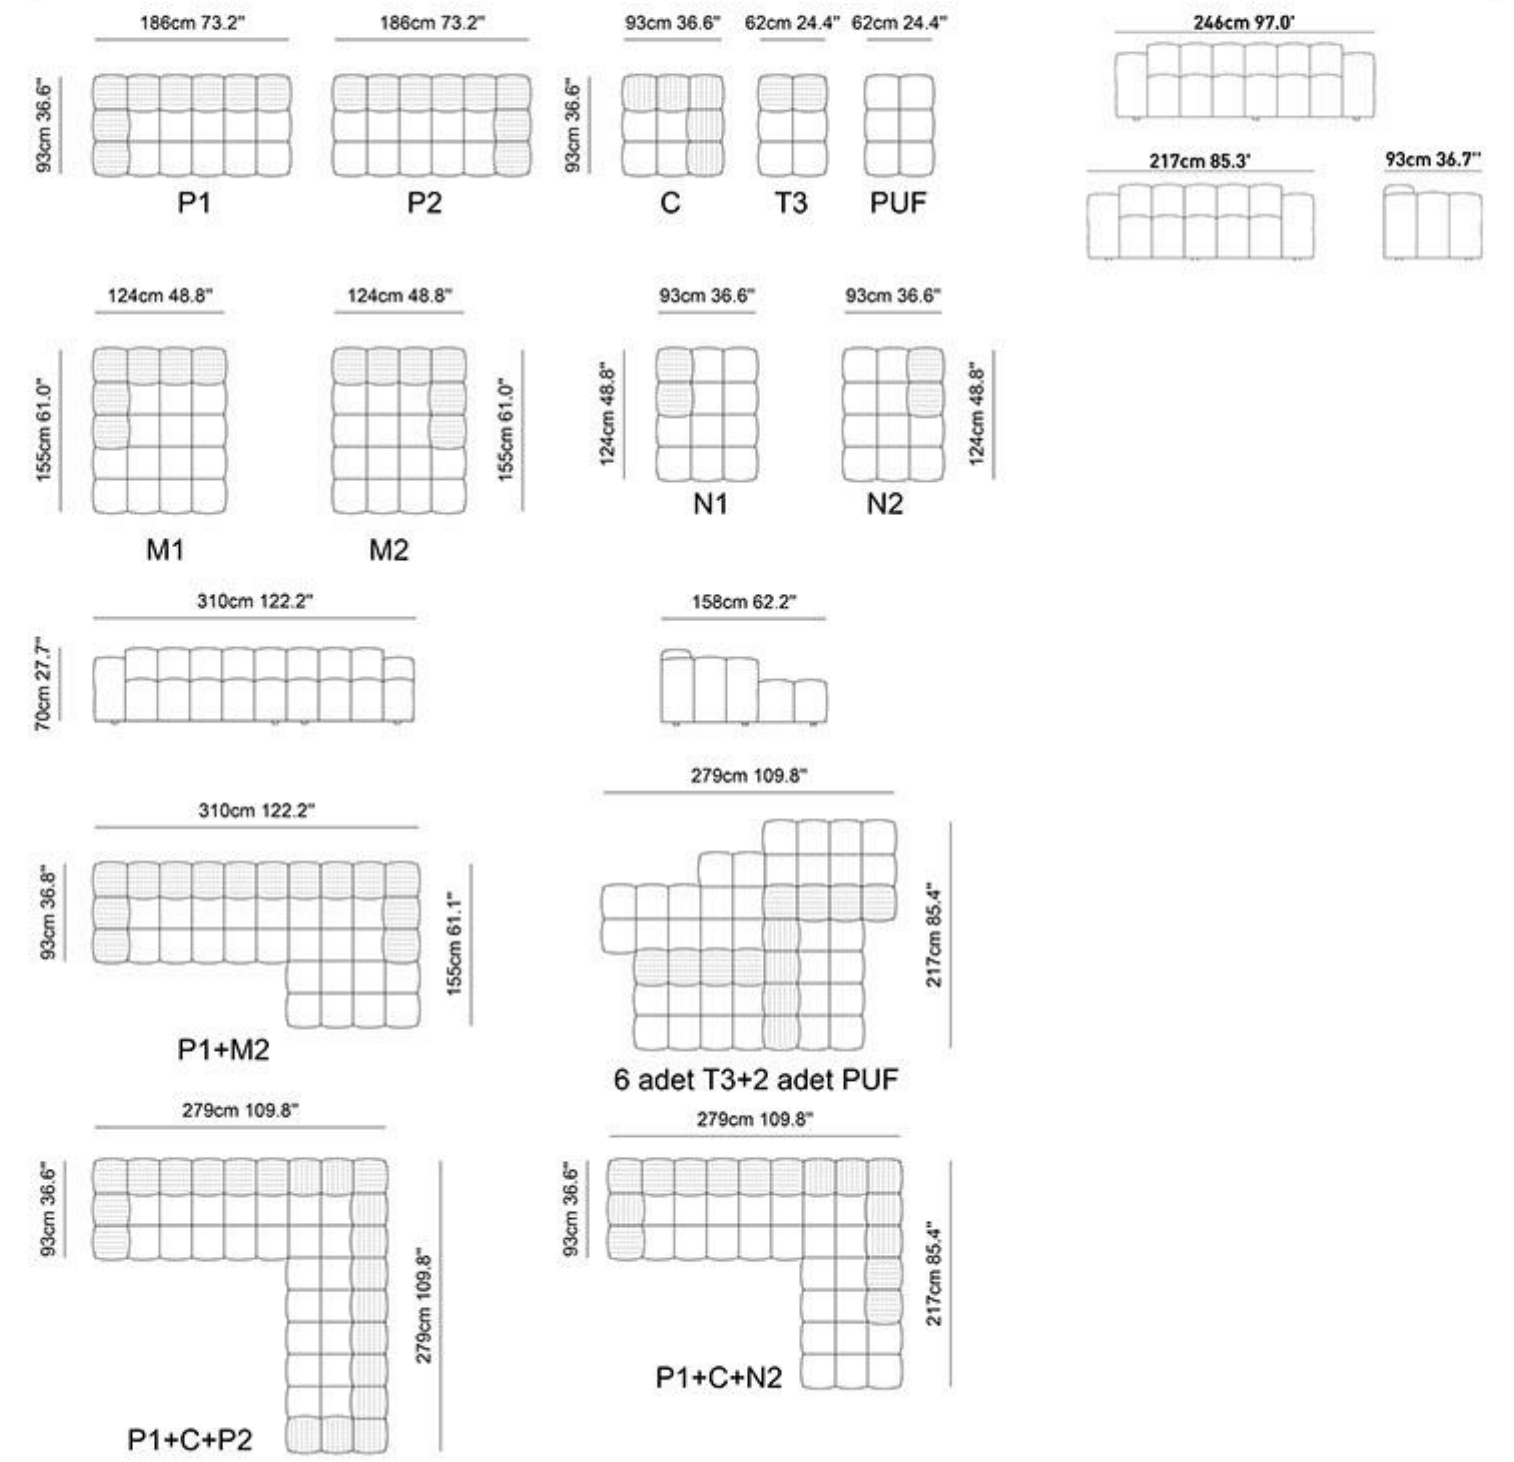 186cm 73.2"
186cm 73.2"
93cm 36.6"
62cm 24.4"
62cm 24.4"
246cm 97.0'
93cm 36.6"
93cm 36.6"
217cm 85.3'
93cm 36.7"
P1
P2
C
T3
PUF
124cm 48.8"
124cm 48.8"
93cm 36.6"
93cm 36.6"
155cm 61.0"
155cm 61.0"
124cm 48.8"
124cm 48.8"
N1
N2
M1
M2
310cm 122.2"
158cm 62.2"
70cm 27.7"
279cm 109.8"
310cm 122.2"
93cm 36.8"
155cm 61.1"
217cm 85.4"
P1+M2
6 adet T3+2 adet PUF
279cm 109.8"
279cm 109.8"
93cm 36.6"
279cm 109.8"
93cm 36.6"
217cm 85.4"
P1+C+N2
P1+C+P2